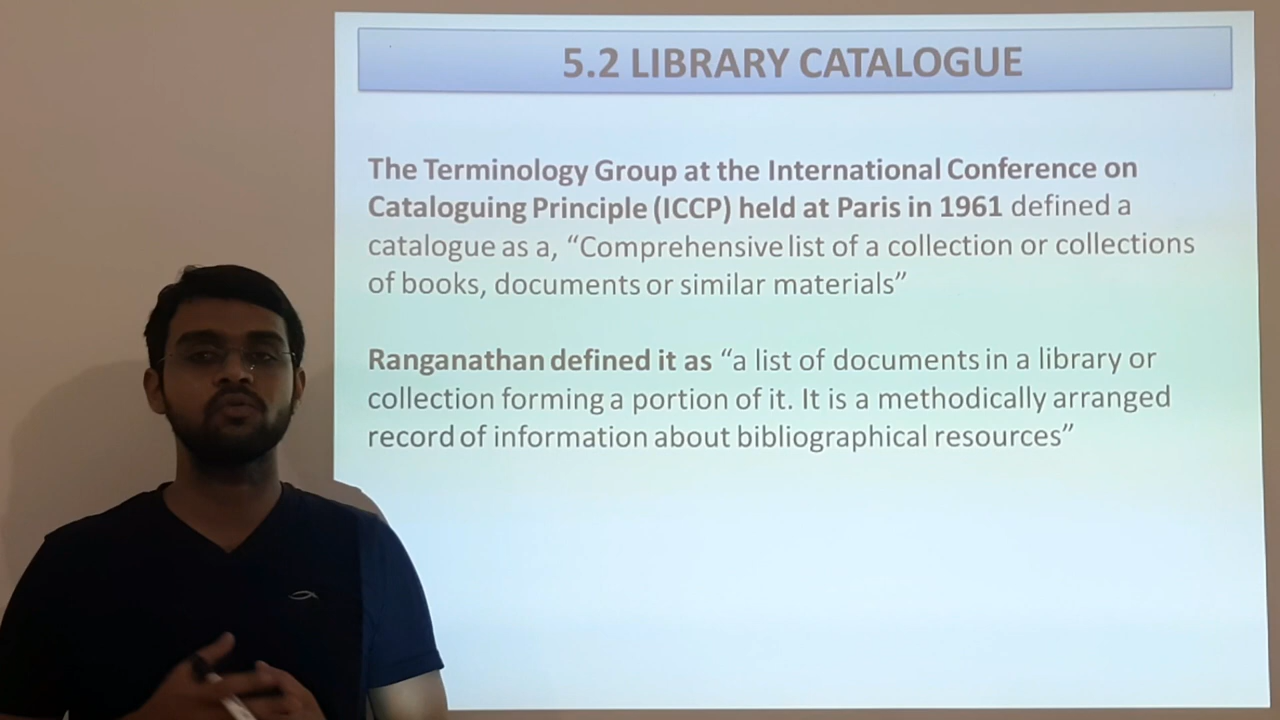 5.2 LIBRARY CATALOGUE
The Terminology Group at the International Conference on
Cataloguing Principle (ICCP) held at Paris in 1961 defined a
catalogue as a, “Comprehensive list of a collection or collections
of books, documents or similar materials”
Ranganathan defined it as “a list of documents in a library or
collection forming a portion of it. It is a methodically arranged
record of information about bibliographical resources”